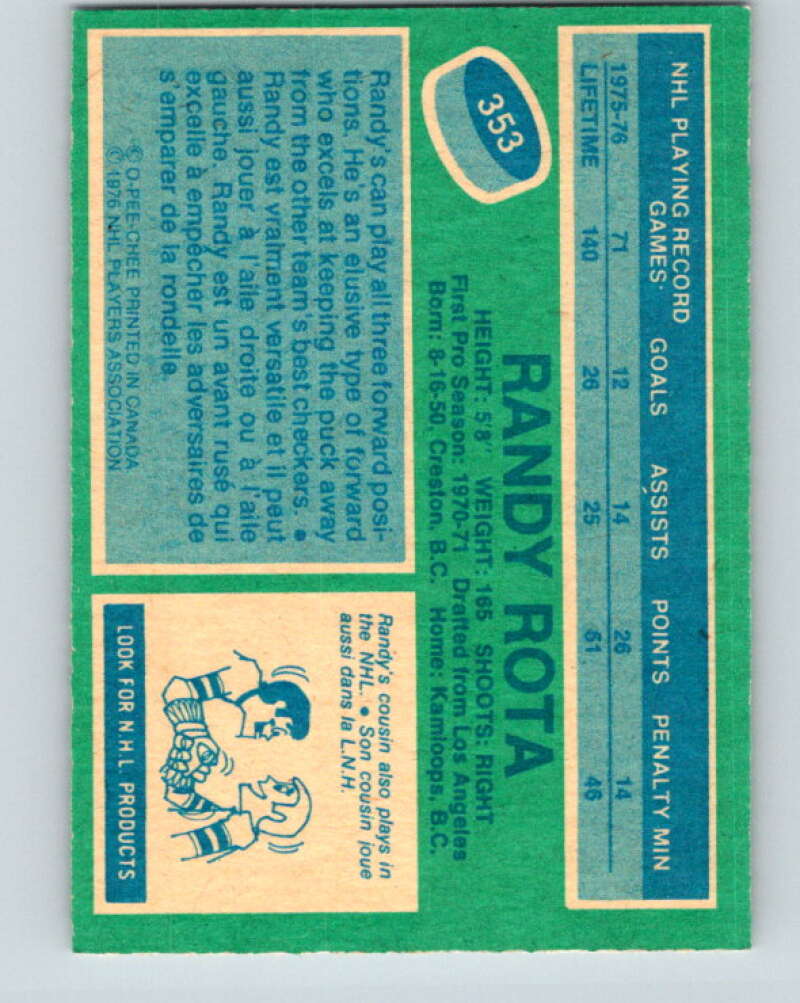 NHL PLAYING RECORD
GAMES: GOALS ASSISTS POINTS PENALTY MIN
1975-76 71 12 14 26 14
LIFETIME 140 26 25 51 46
353
RANDY ROTA
HEIGHT: 5'8' WEIGHT: 165 SHOOTS: RIGHT
First Pro Season: 1970-71 Drafted from Los Angeles
Born: 8-16-50, Creston, B.C. Home: Kamloops, B.C.
Randy's can play all three forward posi-
tions. He's an elusive type of forward
who excels at keeping the puck away
from the other team's best checkers. •
Randy est vraiment versatile et il peut
aussi jouer à l'aile droite ou à l'aile
gauche. Randy est un avant rusé qui
excelle à empêcher les adversaires de
s'emparer de la rondelle.
© O-PEE-CHEE PRINTED IN CANADA
© 1976 NHL PLAYERS ASSOCIATION
Randy's cousin also plays in
the NHL. • Son cousin joue
aussi dans la L.N.H.
LOOK FOR N.H.L. PRODUCTS